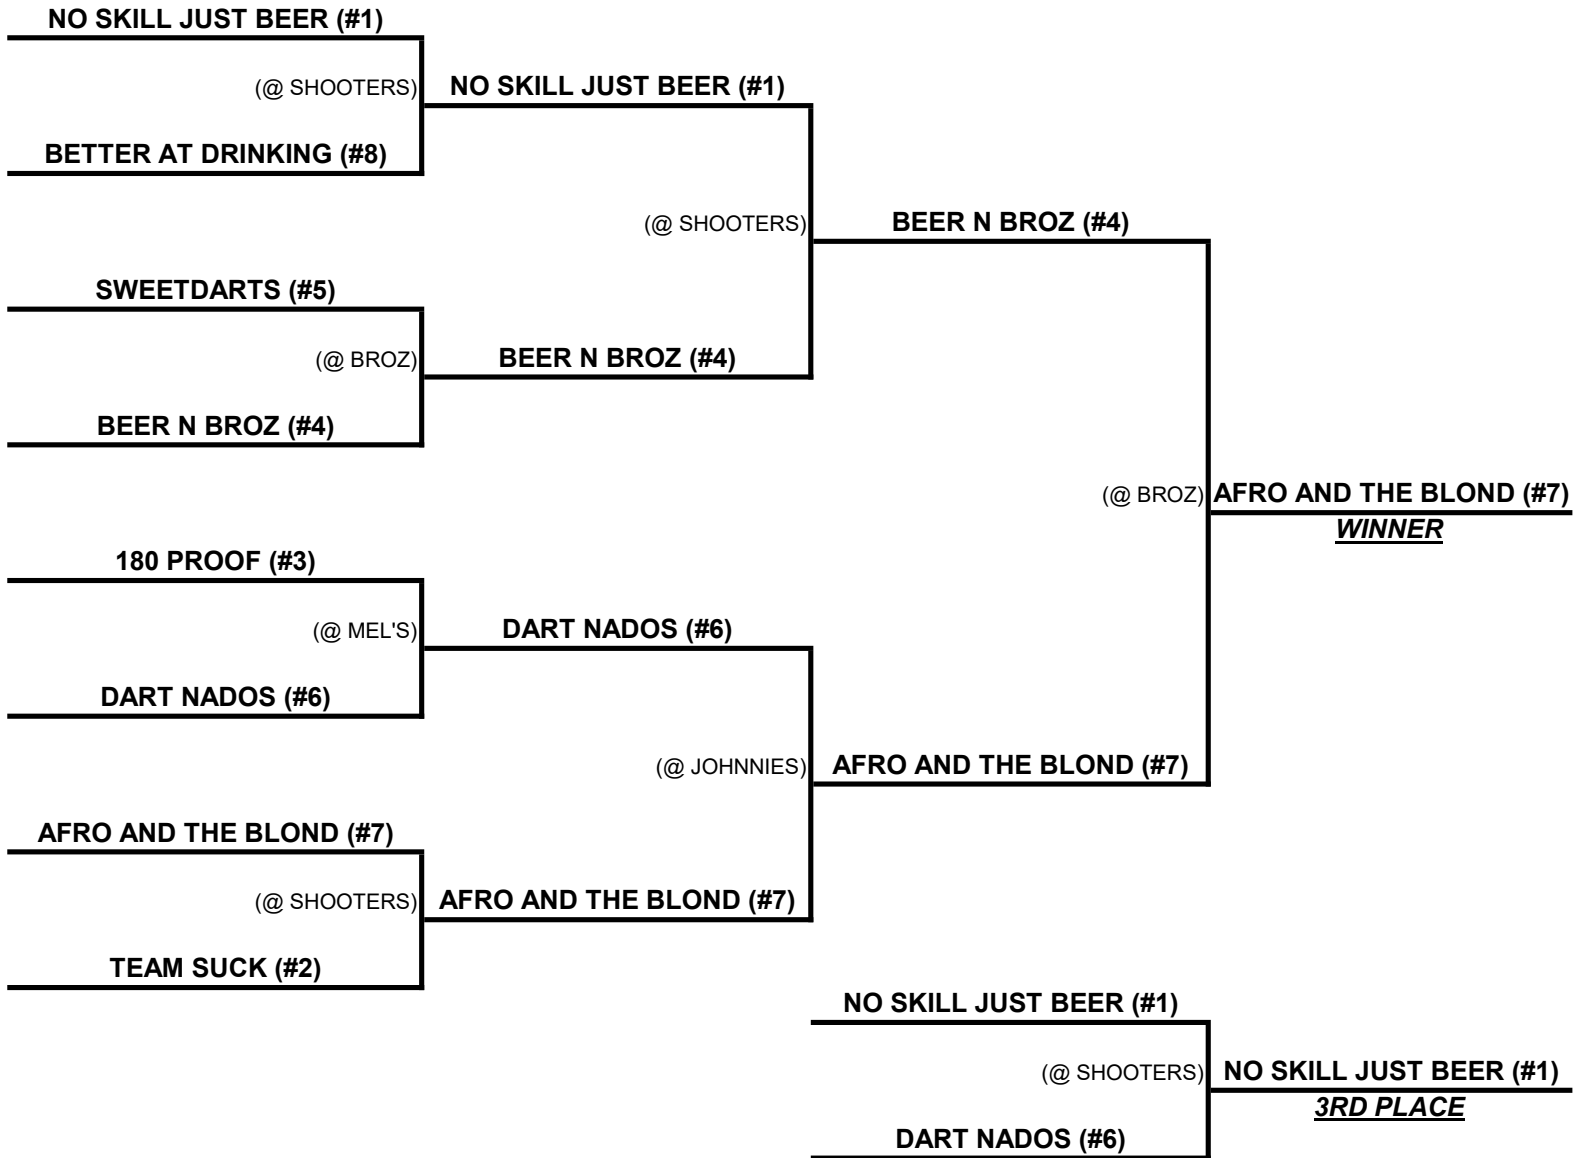 NO SKILL JUST BEER (#1)
(@ SHOOTERS)
NO SKILL JUST BEER (#1)
BETTER AT DRINKING (#8)
(@ SHOOTERS)
BEER N BROZ (#4)
SWEETDARTS (#5)
(@ BROZ)
BEER N BROZ (#4)
BEER N BROZ (#4)
(@ BROZ)
AFRO AND THE BLOND (#7)
WINNER
180 PROOF (#3)
(@ MEL'S)
DART NADOS (#6)
DART NADOS (#6)
(@ JOHNNIES)
AFRO AND THE BLOND (#7)
AFRO AND THE BLOND (#7)
(@ SHOOTERS)
AFRO AND THE BLOND (#7)
TEAM SUCK (#2)
NO SKILL JUST BEER (#1)
(@ SHOOTERS)
NO SKILL JUST BEER (#1)
3RD PLACE
DART NADOS (#6)